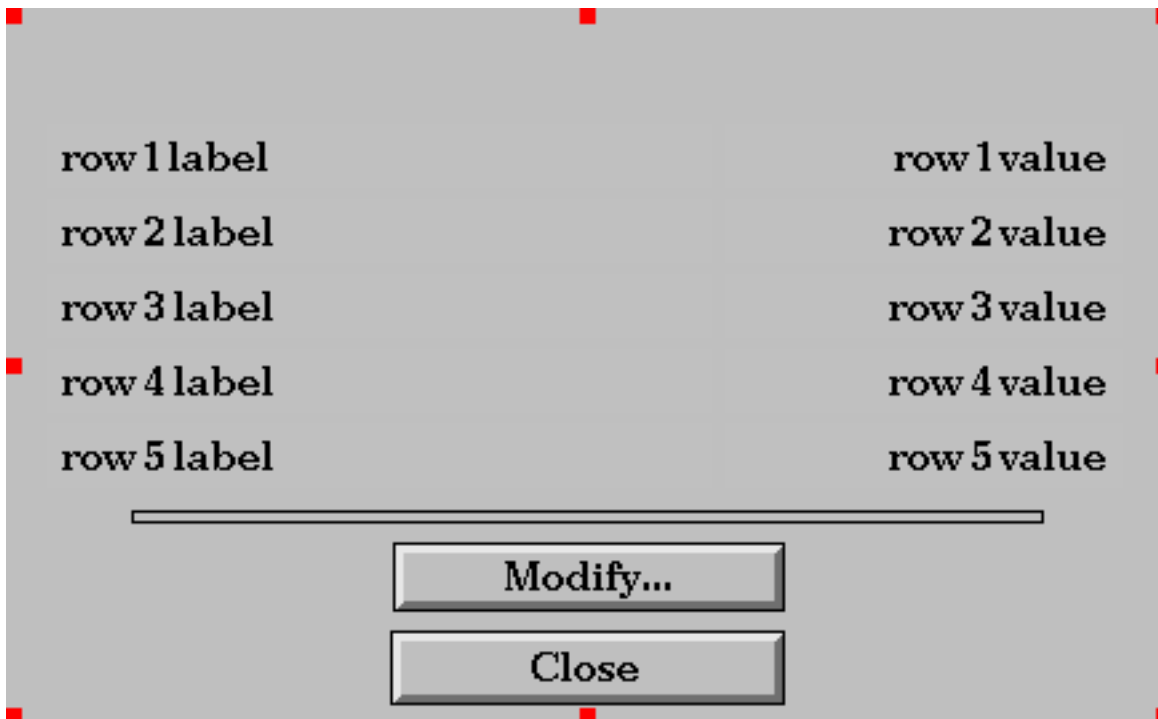 row 1 label row 1 value
row 2 label row 2 value
row 3 label row 3 value
row 4 label row 4 value
row 5 label row 5 value
Modify...
Close